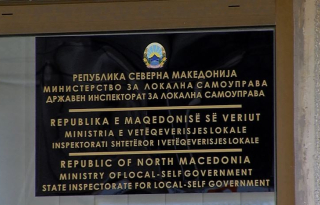 РЕПУБЛИКА СЕВЕРНА МАКЕДОНИЈА
МИНИСТЕРСТВО ЗА ЛОКАЛНА САМОУПРАВА
ДРЖАВЕН ИНСПЕКТОРАТ ЗА ЛОКАЛНА САМОУПРАВА
REPUBLIKA E MAQEDONISË SË VERIUT
MINISTRIA E VETËQEVERISJES LOKALE
INSPEKTORATI SHTETËROR I VETËQEVERISJES LOKALE
REPUBLIC OF NORTH MACEDONIA
MINISTRY OF LOCAL-SELF GOVERNMENT
STATE INSPECTORATE FOR LOCAL-SELF GOVERNMENT